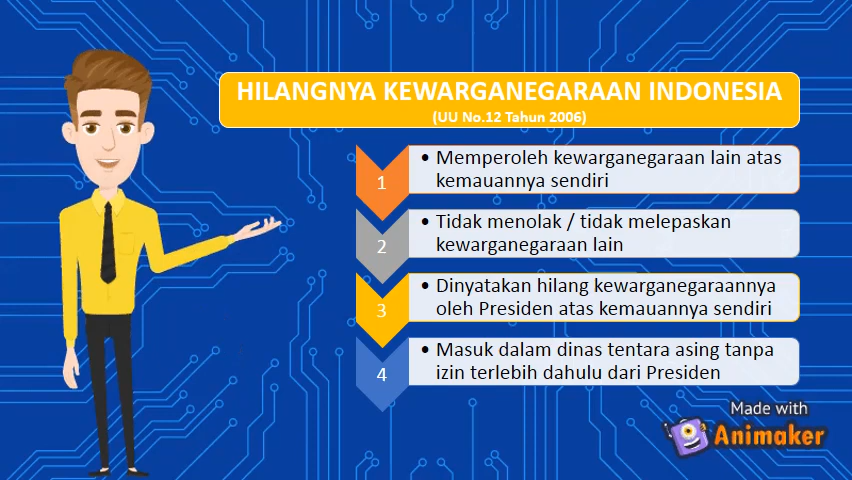 HILANGNYA KEWARGANEGARAAN INDONESIA
(UU No.12 Tahun 2006)
1
• Memperoleh kewarganegaraan lain atas
kemauannya sendiri
2
• Tidak menolak / tidak melepaskan
kewarganegaraan lain
3
• Dinyatakan hilang kewarganegaraannya
oleh Presiden atas kemauannya sendiri
4
• Masuk dalam dinas tentara asing tanpa
izin terlebih dahulu dari Presiden
Made with
Animaker